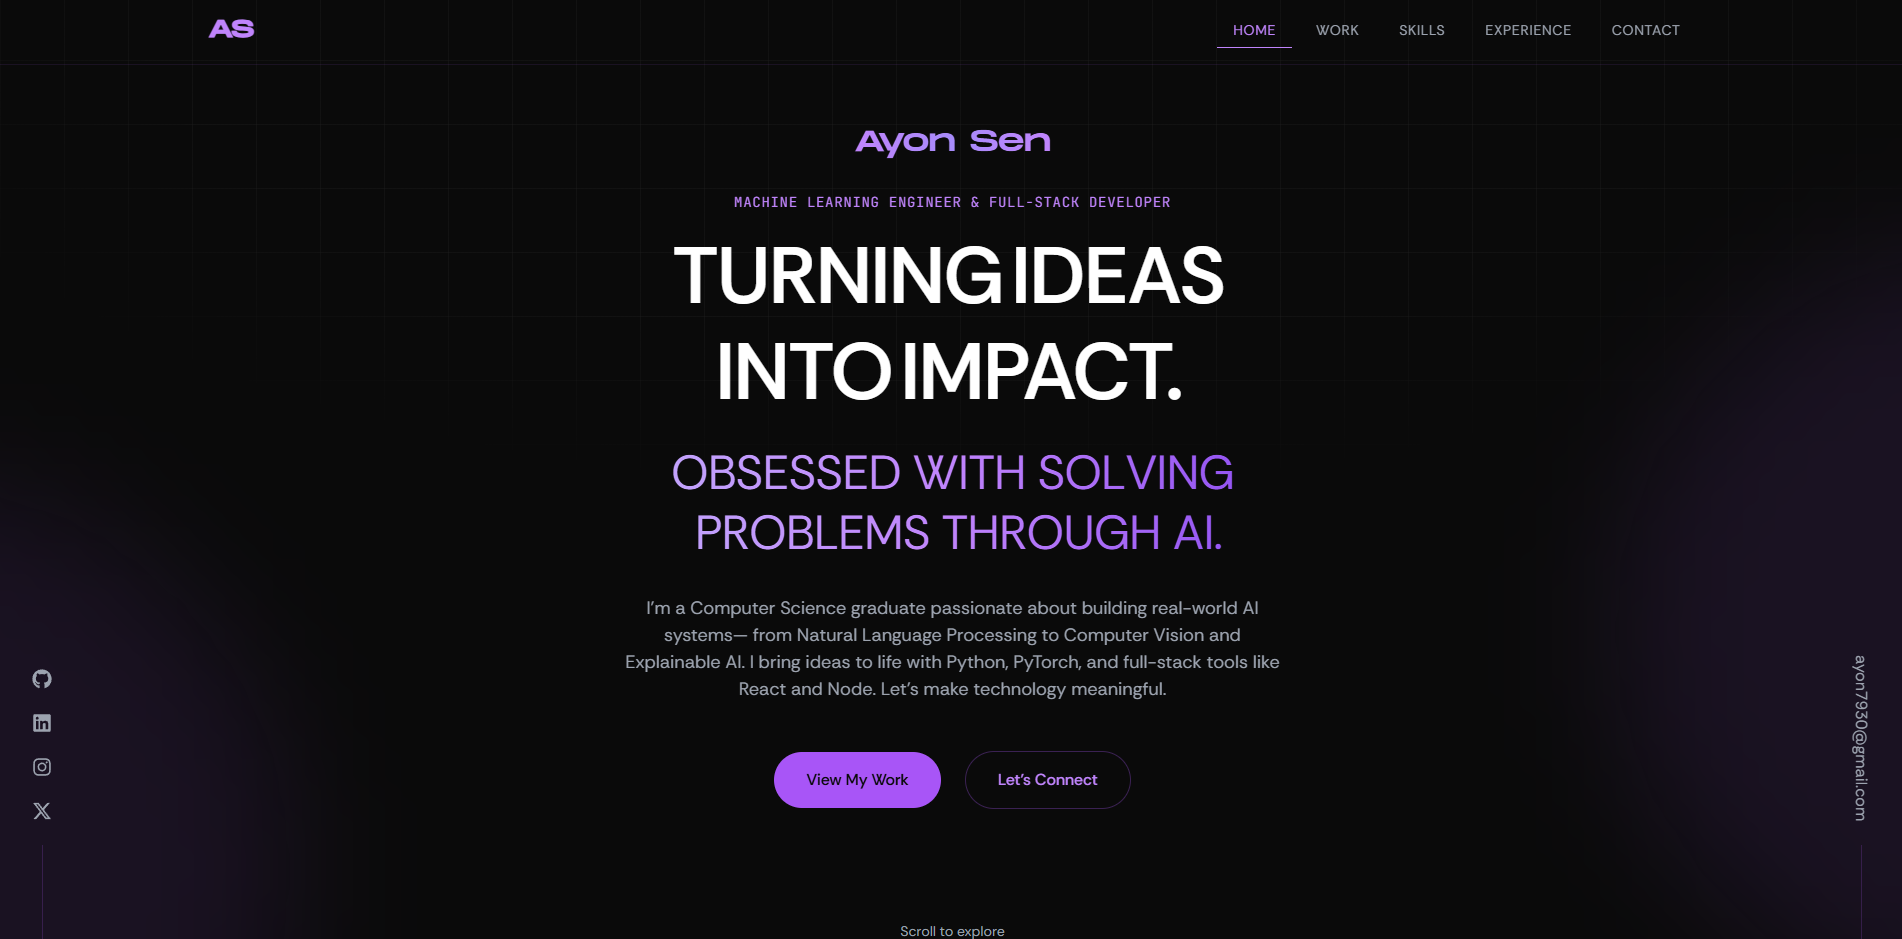 AS
HOME
WORK
SKILLS
EXPERIENCE
CONTACT
Ayon Sen
MACHINE LEARNING ENGINEER & FULL-STACK DEVELOPER
TURNING IDEAS
INTO IMPACT.
OBSESSED WITH SOLVING
PROBLEMS THROUGH AI.
I'm a Computer Science graduate passionate about building real-world AI
systems— from Natural Language Processing to Computer Vision and
Explainable AI. I bring ideas to life with Python, PyTorch, and full-stack tools like
React and Node. Let's make technology meaningful.
View My Work
Let's Connect
ayon7930@gmail.com
Scroll to explore